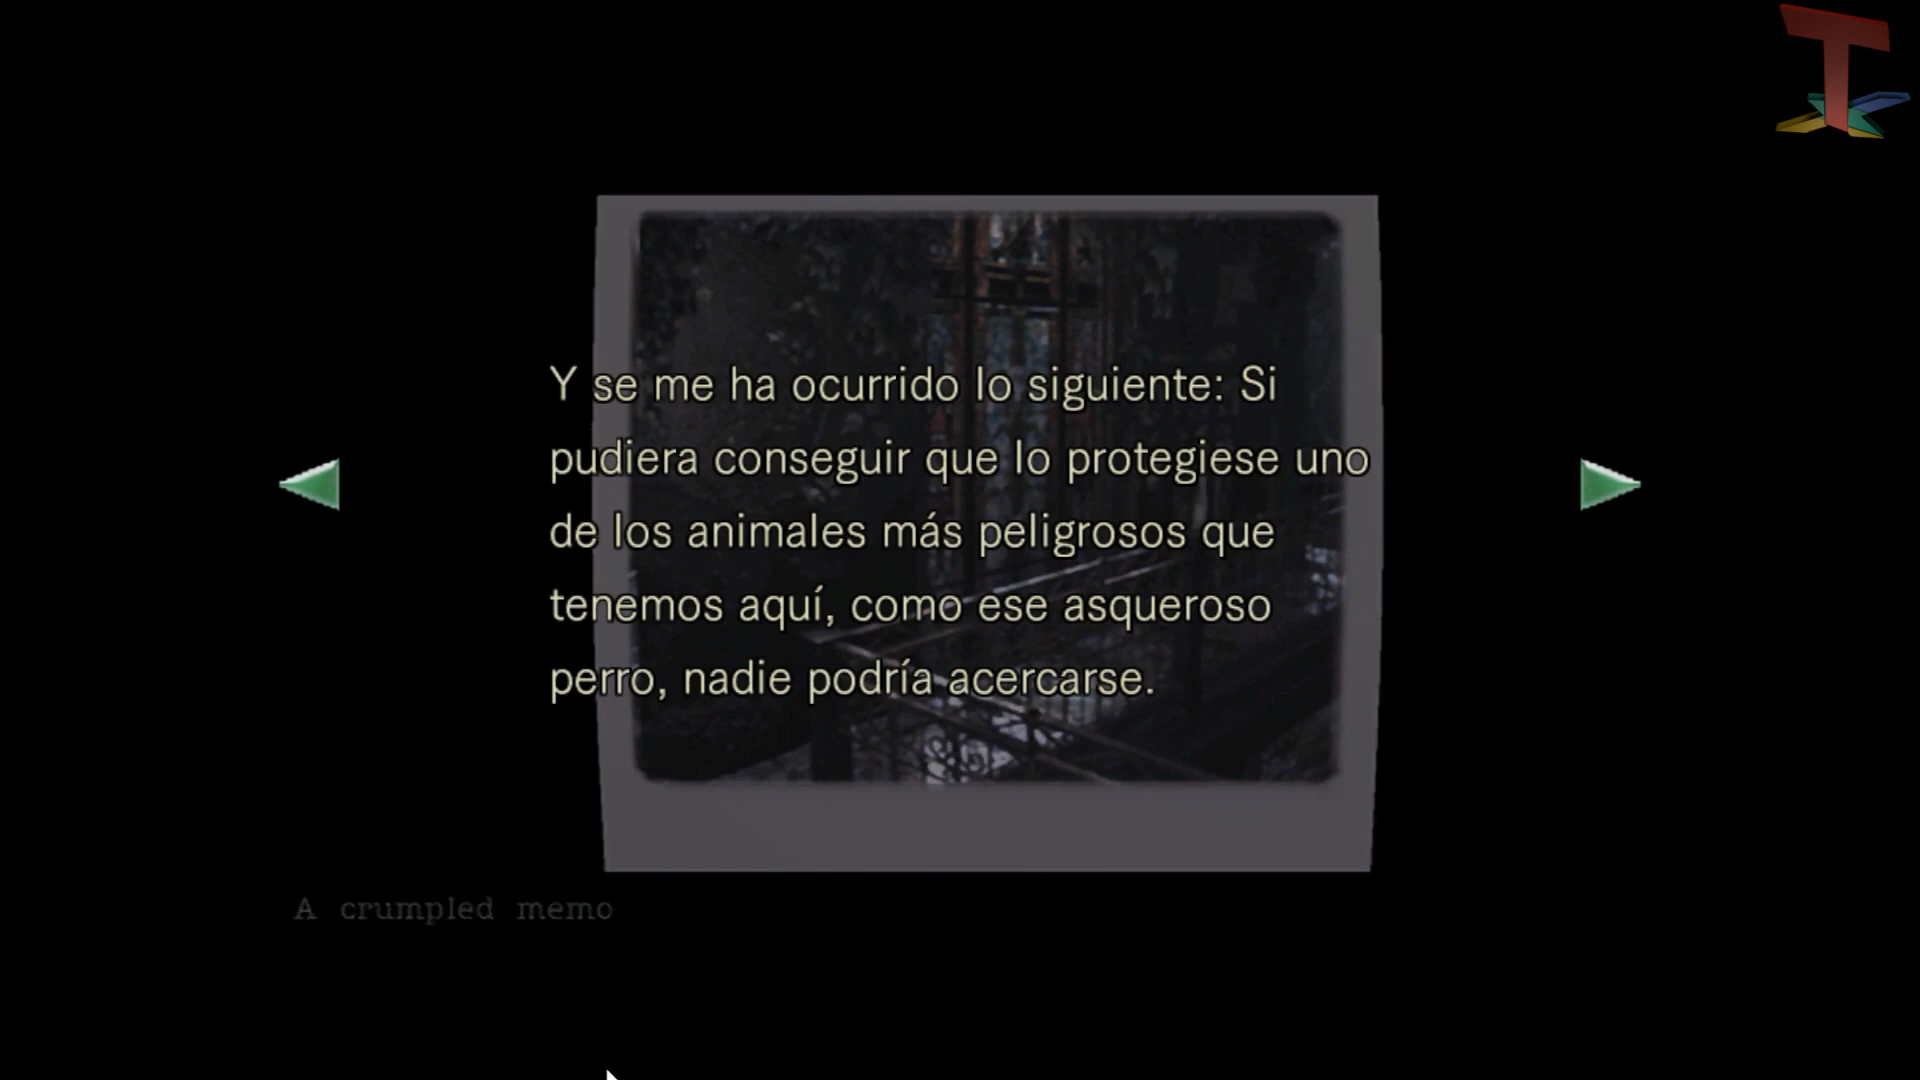 Y se me ha ocurrido lo siguiente: Si
pudiera conseguir que lo protegiese uno
de los animales más peligrosos que
tenemos aquí, como ese asqueroso
perro, nadie podría acercarse.
A crumpled memo